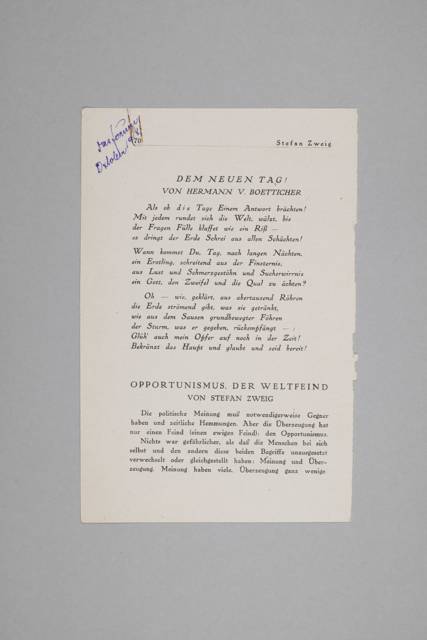 70
Stefan Zweig
DEM NEUEN TAG!
VON HERMANN V. BOETTICHER
Als ob die Tage Einem Antwort brächten!
Mit jedem rundet sich die Welt, wälzt, bis
der Fragen Fülle klaffet wie ein Riß —
es dringt der Erde Schrei aus allen Schächten!
Wann kommst Du, Tag, nach langen Nächten,
ein Erstling, schreitend aus der Finsternis,
aus Lust und Schmerzgestöhn und Sucherwirrnis
ein Gott, den Zweifel und die Qual zu ächten?
Oh — wie, geklärt, aus abertausend Röhren
die Erde strömend gibt, was sie getränkt,
wie aus dem Sausen grundbewegter Föhren
der Sturm, was er gegeben, rückempfängt — :
Glüh' auch mein Opfer auf noch in der Zeit!
Bekränzt das Haupt und glaubt und seid bereit!
OPPORTUNISMUS, DER WELTFEIND
VON STEFAN ZWEIG
Die politische Meinung muß notwendigerweise Gegner
haben und zeitliche Hemmungen. Aber die Überzeugung hat
nur einen Feind (einen ewigen Feind): den Opportunismus.
Nichts war gefährlicher, als daß die Menschen bei sich
selbst und den andern diese beiden Begriffe unausgesetzt
verwechselt oder gleichgestellt haben: Meinung und Über-
zeugung. Meinung haben viele, Überzeugung ganz wenige